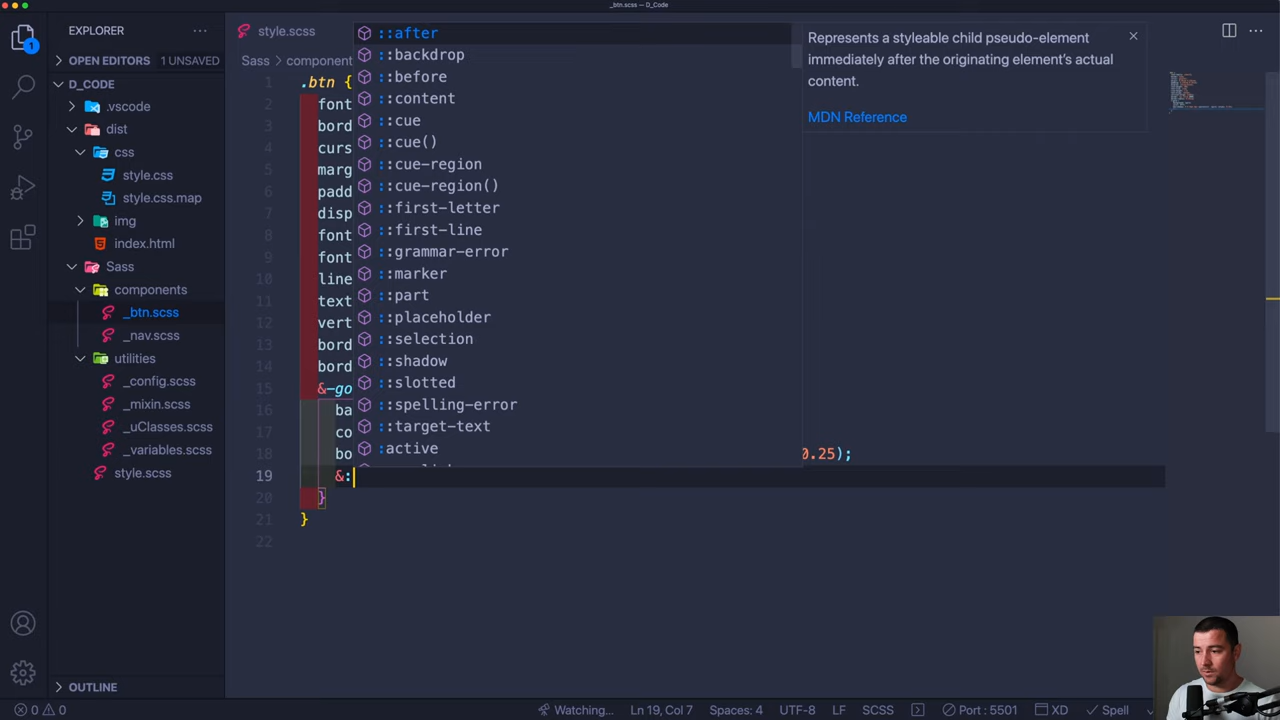 _btn.scss — D_Code
EXPLORER
OPEN EDITORS 1 UNSAVED
D_CODE
.vscode
dist
css
style.css
style.css.map
img
index.html
Sass
components
_btn.scss
_nav.scss
utilities
_config.scss
_mixin.scss
_uClasses.scss
_variables.scss
style.scss
OUTLINE
1
style.scss
Sass component
1 .btn {
2 font
3 bord
4 curs
5 marg
6 padd
7 disp
8 font
9 font
10 line
11 text
12 vert
13 bord
14 bord
15 &-go
16 ba
17 co
18 bo 0.25);
19 &:
20 }
21 }
22
::after
::backdrop
::before
::content
::cue
::cue()
::cue-region
::cue-region()
::first-letter
::first-line
::grammar-error
::marker
::part
::placeholder
::selection
::shadow
::slotted
::spelling-error
::target-text
:active
Represents a styleable child pseudo-element
immediately after the originating element's actual
content.
MDN Reference
0 0 Watching... Ln 19, Col 7 Spaces: 4 UTF-8 LF SCSS Port : 5501 XD Spell